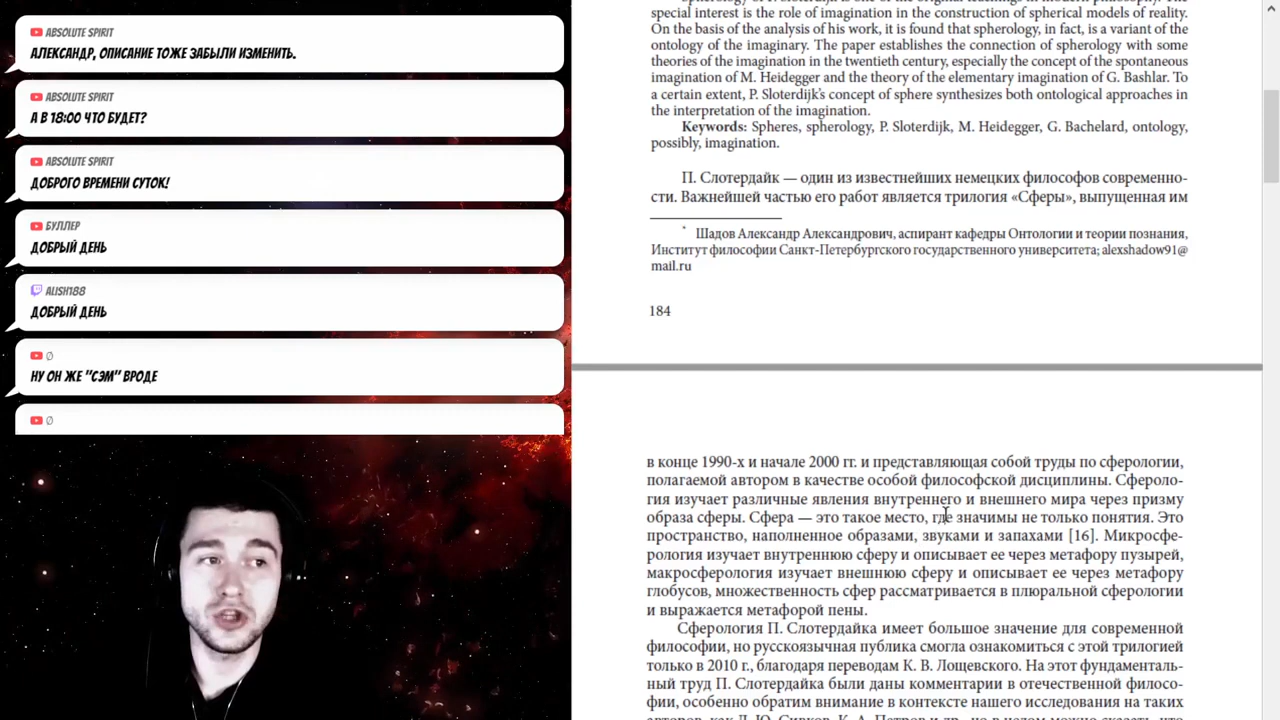 ABSOLUTE SPIRIT
АЛЕКСАНДР, ОПИСАНИЕ ТОЖЕ ЗАБЫЛИ ИЗМЕНИТЬ.
ABSOLUTE SPIRIT
А В 18:00 ЧТО БУДЕТ?
ABSOLUTE SPIRIT
ДОБРОГО ВРЕМЕНИ СУТОК!
БУЛЛЕР
ДОБРЫЙ ДЕНЬ
ALISH188
ДОБРЫЙ ДЕНЬ
Ø
НУ ОН ЖЕ "СЭМ" ВРОДЕ
Ø
special interest is the role of imagination in the construction of spherical models of reality.
On the basis of the analysis of his work, it is found that spherology, in fact, is a variant of the
ontology of the imaginary. The paper establishes the connection of spherology with some
theories of the imagination in the twentieth century, especially the concept of the spontaneous
imagination of M. Heidegger and the theory of the elementary imagination of G. Bashlar. To
a certain extent, P. Sloterdijk's concept of sphere synthesizes both ontological approaches in
the interpretation of the imagination.
Keywords: Spheres, spherology, P. Sloterdijk, M. Heidegger, G. Bachelard, ontology,
possibly, imagination.
П. Слотердайк — один из известнейших немецких философов современно-
сти. Важнейшей частью его работ является трилогия «Сферы», выпущенная им
* Шадов Александр Александрович, аспирант кафедры Онтологии и теории познания,
Институт философии Санкт-Петербургского государственного университета; alexshadow91@
mail.ru
184
в конце 1990-х и начале 2000 гг. и представляющая собой труды по сферологии,
полагаемой автором в качестве особой философской дисциплины. Сфероло-
гия изучает различные явления внутреннего и внешнего мира через призму
образа сферы. Сфера — это такое место, где значимы не только понятия. Это
пространство, наполненное образами, звуками и запахами [16]. Микросфе-
рология изучает внутреннюю сферу и описывает ее через метафору пузырей,
макросферология изучает внешнюю сферу и описывает ее через метафору
глобусов, множественность сфер рассматривается в плюральной сферологии
и выражается метафорой пены.
Сферология П. Слотердайка имеет большое значение для современной
философии, но русскоязычная публика смогла ознакомиться с этой трилогией
только в 2010 г., благодаря переводам К. В. Лощевского. На этот фундаменталь-
ный труд П. Слотердайка были даны комментарии в отечественной филосо-
фии, особенно обратим внимание в контексте нашего исследования на таких